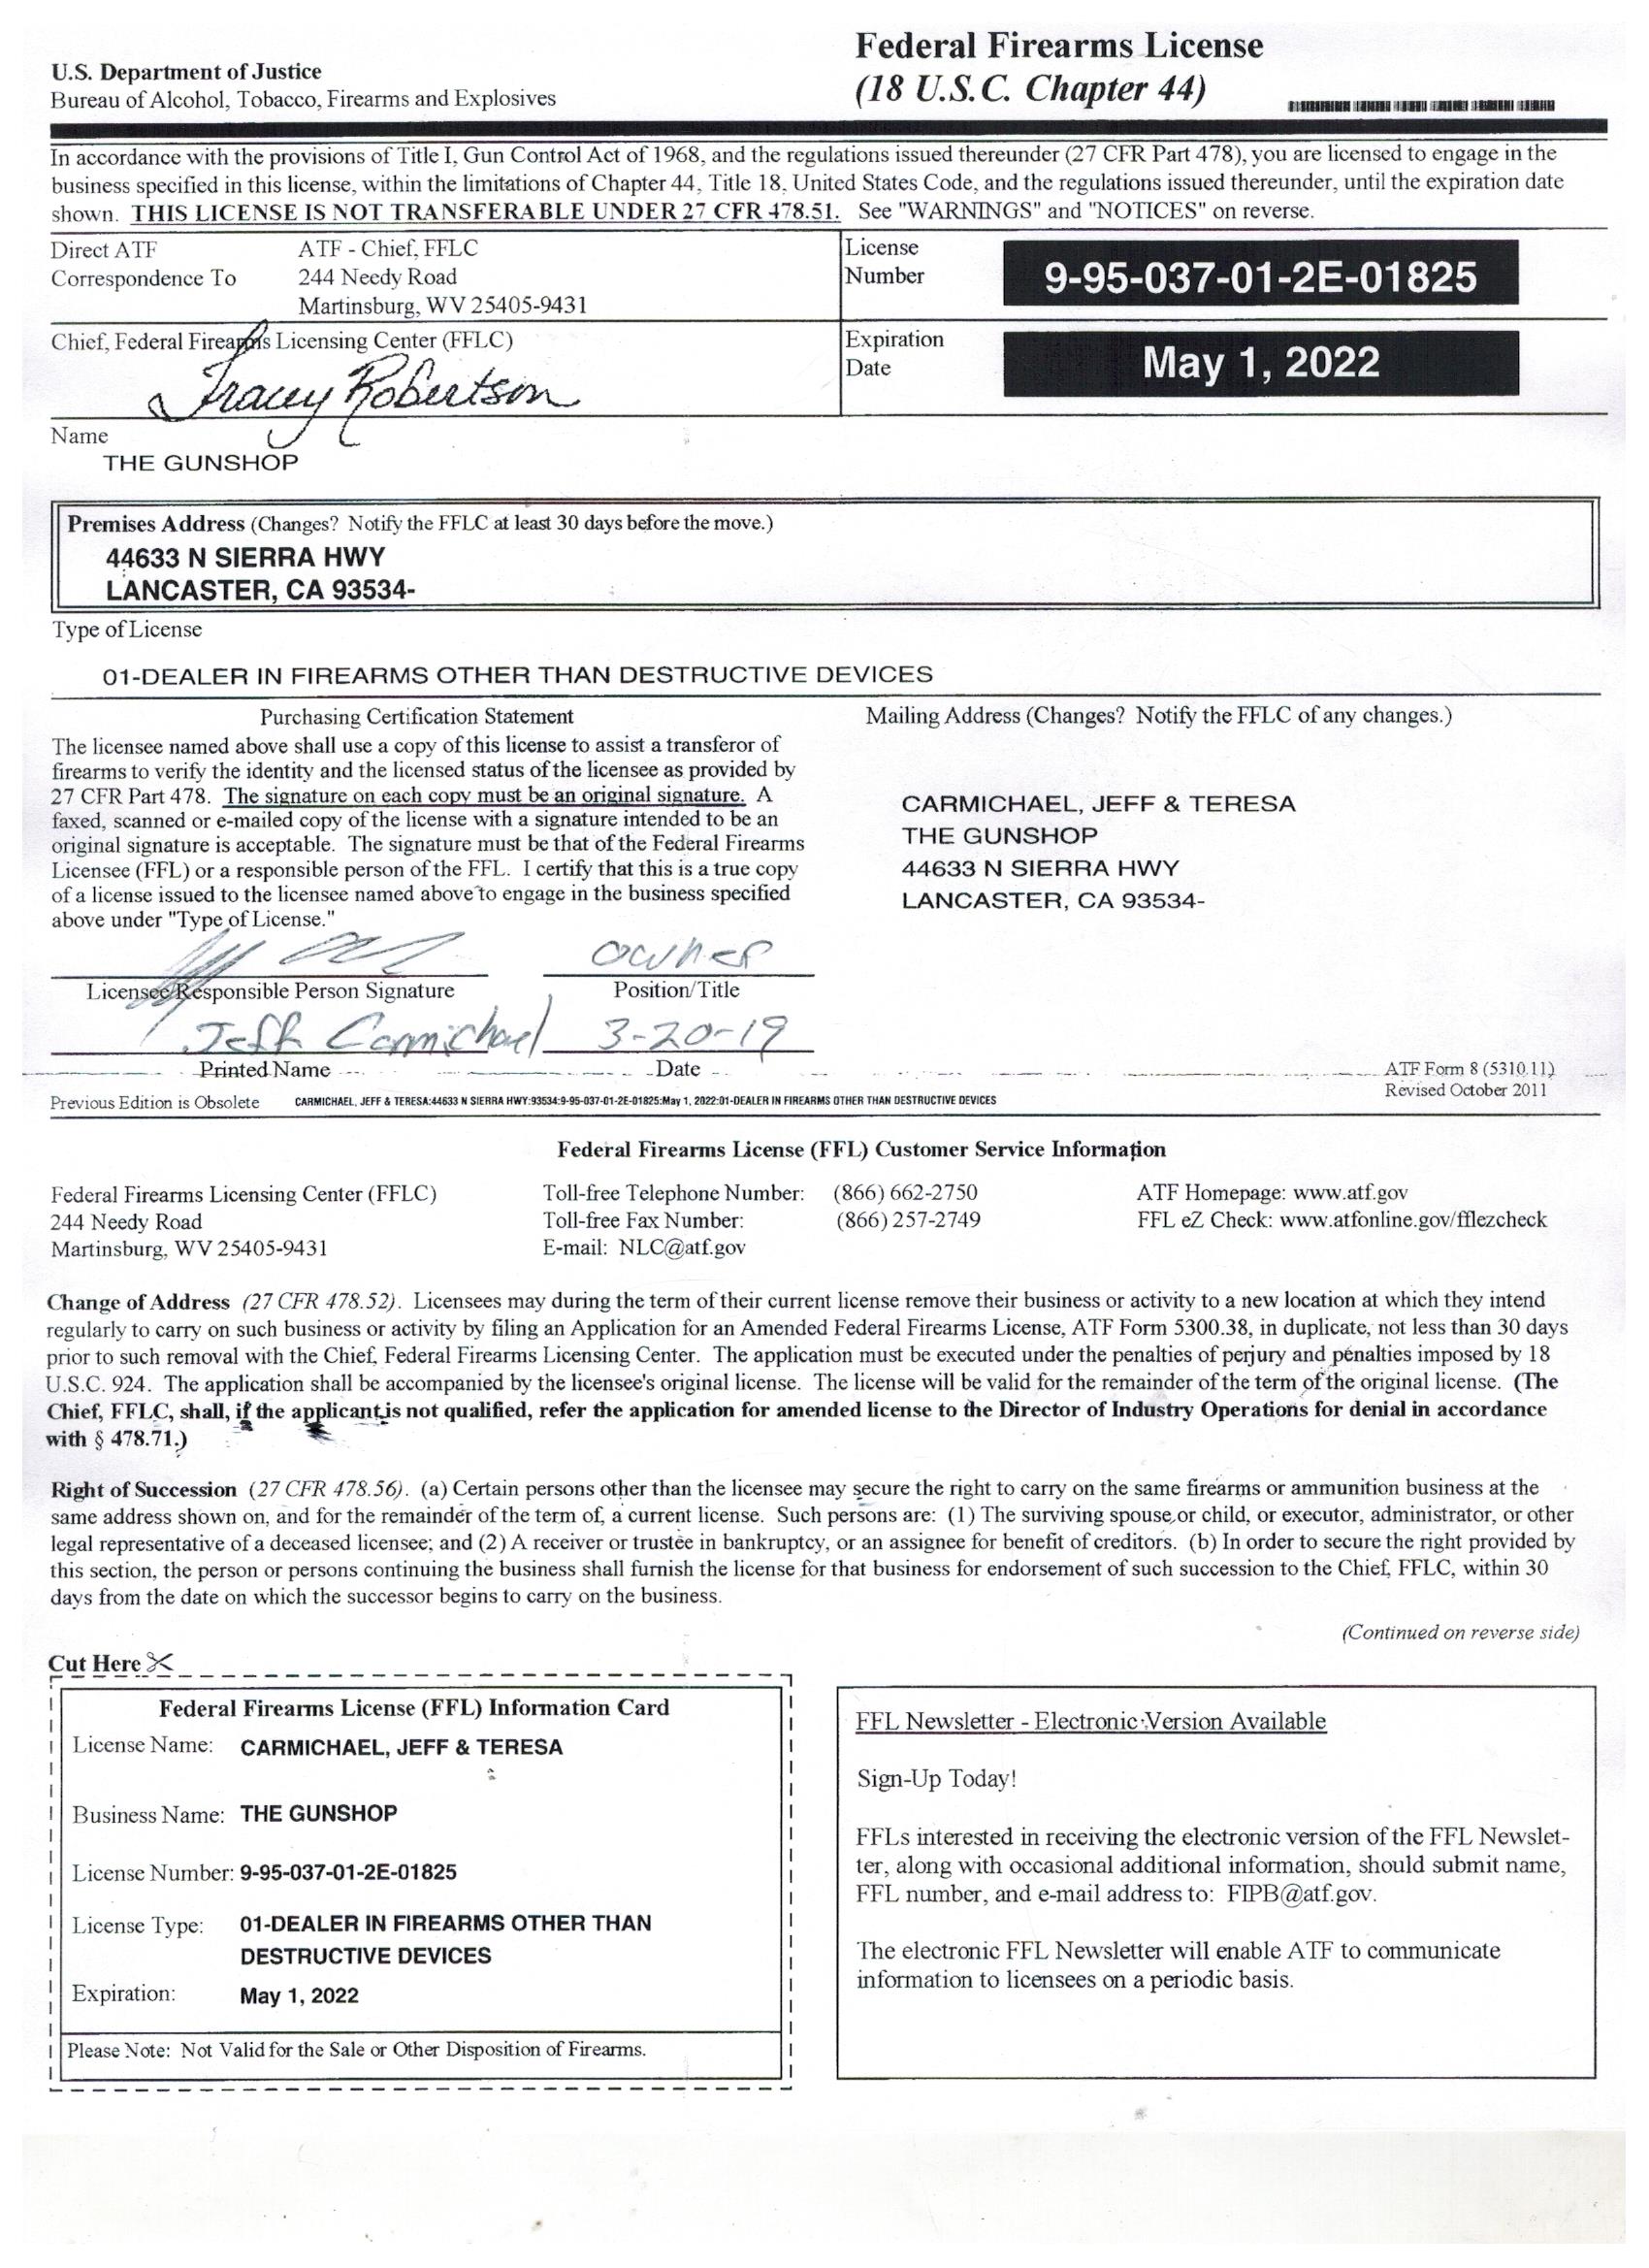 U.S. Department of Justice
Bureau of Alcohol, Tobacco, Firearms and Explosives
Federal Firearms License
(18 U.S.C. Chapter 44)
In accordance with the provisions of Title I, Gun Control Act of 1968, and the regulations issued thereunder (27 CFR Part 478), you are licensed to engage in the
business specified in this license, within the limitations of Chapter 44, Title 18, United States Code, and the regulations issued thereunder, until the expiration date
shown. THIS LICENSE IS NOT TRANSFERABLE UNDER 27 CFR 478.51. See "WARNINGS" and "NOTICES" on reverse.
Direct ATF
Correspondence To
ATF - Chief, FFLC
244 Needy Road
Martinsburg, WV 25405-9431
License
Number
9-95-037-01-2E-01825
Chief, Federal Firearms Licensing Center (FFLC)
Tracey Robertson
Expiration
Date
May 1, 2022
Name
THE GUNSHOP
Premises Address (Changes? Notify the FFLC at least 30 days before the move.)
44633 N SIERRA HWY
LANCASTER, CA 93534-
Type of License
01-DEALER IN FIREARMS OTHER THAN DESTRUCTIVE DEVICES
Purchasing Certification Statement
The licensee named above shall use a copy of this license to assist a transferor of
firearms to verify the identity and the licensed status of the licensee as provided by
27 CFR Part 478. The signature on each copy must be an original signature. A
faxed, scanned or e-mailed copy of the license with a signature intended to be an
original signature is acceptable. The signature must be that of the Federal Firearms
Licensee (FFL) or a responsible person of the FFL. I certify that this is a true copy
of a license issued to the licensee named above to engage in the business specified
above under "Type of License."
Mailing Address (Changes? Notify the FFLC of any changes.)
CARMICHAEL, JEFF & TERESA
THE GUNSHOP
44633 N SIERRA HWY
LANCASTER, CA 93534-
owner
Licensee/Responsible Person Signature
Position/Title
Jeff Carmichael
3-20-19
Printed Name
Date
ATF Form 8 (5310.11)
Revised October 2011
Previous Edition is Obsolete
CARMICHAEL, JEFF & TERESA:44633 N SIERRA HWY:93534:9-95-037-01-2E-01825:May 1, 2022:01-DEALER IN FIREARMS OTHER THAN DESTRUCTIVE DEVICES
Federal Firearms License (FFL) Customer Service Information
Federal Firearms Licensing Center (FFLC)
244 Needy Road
Martinsburg, WV 25405-9431
Toll-free Telephone Number: (866) 662-2750
Toll-free Fax Number: (866) 257-2749
E-mail: NLC@atf.gov
ATF Homepage: www.atf.gov
FFL eZ Check: www.atfonline.gov/fflezcheck
Change of Address (27 CFR 478.52). Licensees may during the term of their current license remove their business or activity to a new location at which they intend
regularly to carry on such business or activity by filing an Application for an Amended Federal Firearms License, ATF Form 5300.38, in duplicate, not less than 30 days
prior to such removal with the Chief, Federal Firearms Licensing Center. The application must be executed under the penalties of perjury and penalties imposed by 18
U.S.C. 924. The application shall be accompanied by the licensee's original license. The license will be valid for the remainder of the term of the original license. (The
Chief, FFLC, shall, if the applicant is not qualified, refer the application for amended license to the Director of Industry Operations for denial in accordance
with § 478.71.)
Right of Succession (27 CFR 478.56). (a) Certain persons other than the licensee may secure the right to carry on the same firearms or ammunition business at the
same address shown on, and for the remainder of the term of, a current license. Such persons are: (1) The surviving spouse or child, or executor, administrator, or other
legal representative of a deceased licensee; and (2) A receiver or trustee in bankruptcy, or an assignee for benefit of creditors. (b) In order to secure the right provided by
this section, the person or persons continuing the business shall furnish the license for that business for endorsement of such succession to the Chief, FFLC, within 30
days from the date on which the successor begins to carry on the business.
(Continued on reverse side)
Cut Here
Federal Firearms License (FFL) Information Card
License Name: CARMICHAEL, JEFF & TERESA
Business Name: THE GUNSHOP
License Number: 9-95-037-01-2E-01825
License Type: 01-DEALER IN FIREARMS OTHER THAN
DESTRUCTIVE DEVICES
Expiration: May 1, 2022
Please Note: Not Valid for the Sale or Other Disposition of Firearms.
FFL Newsletter - Electronic Version Available
Sign-Up Today!
FFLs interested in receiving the electronic version of the FFL Newslet-
ter, along with occasional additional information, should submit name,
FFL number, and e-mail address to: FIPB@atf.gov.
The electronic FFL Newsletter will enable ATF to communicate
information to licensees on a periodic basis.